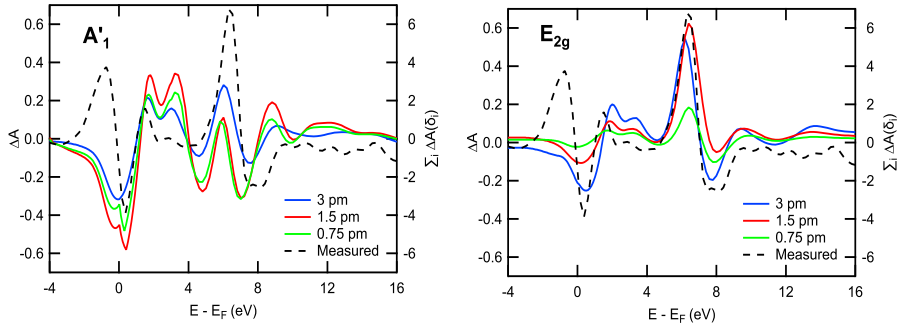 A'1
0.6
0.4
0.2
0.0
-0.2
-0.4
-0.6
ΔA
6
4
2
0
-2
-4
-6
Σi ΔA(δi)
3 pm
1.5 pm
0.75 pm
Measured
-4
0
4
8
12
16
E - EF (eV)
E2g
0.6
0.4
0.2
0.0
-0.2
-0.4
-0.6
ΔA
6
4
2
0
-2
-4
-6
Σi ΔA(δi)
3 pm
1.5 pm
0.75 pm
Measured
-4
0
4
8
12
16
E - EF (eV)